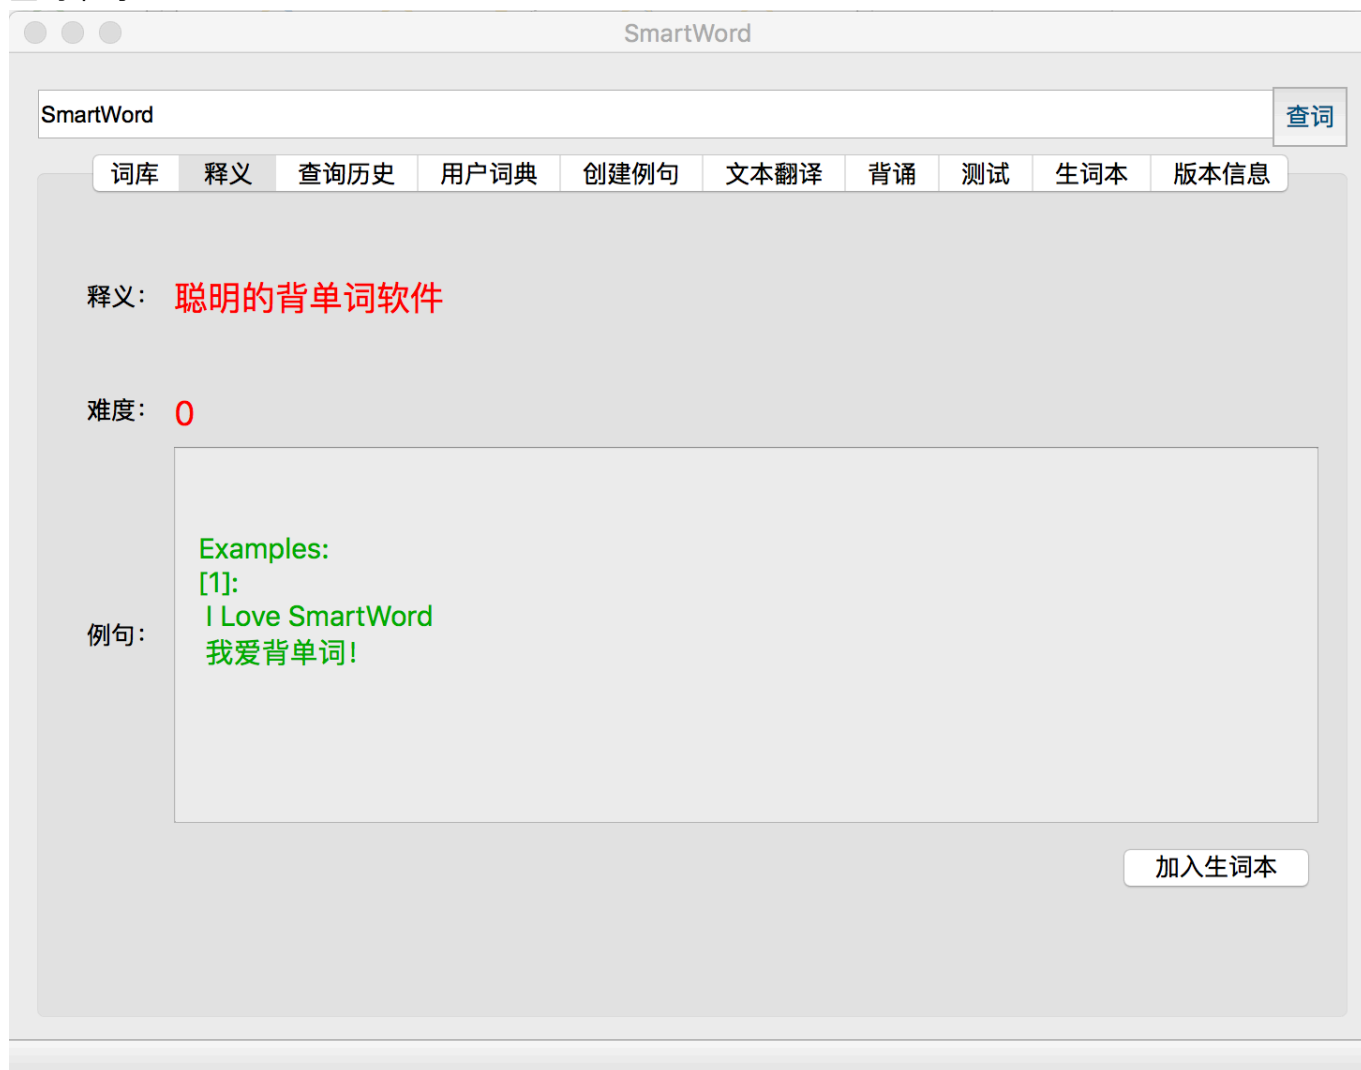 SmartWord
SmartWord
查词
词库 释义 查询历史 用户词典 创建例句 文本翻译 背诵 测试 生词本 版本信息
释义： 聪明的背单词软件
难度： 0
例句：
Examples:
[1]:
I Love SmartWord
我爱背单词！
加入生词本